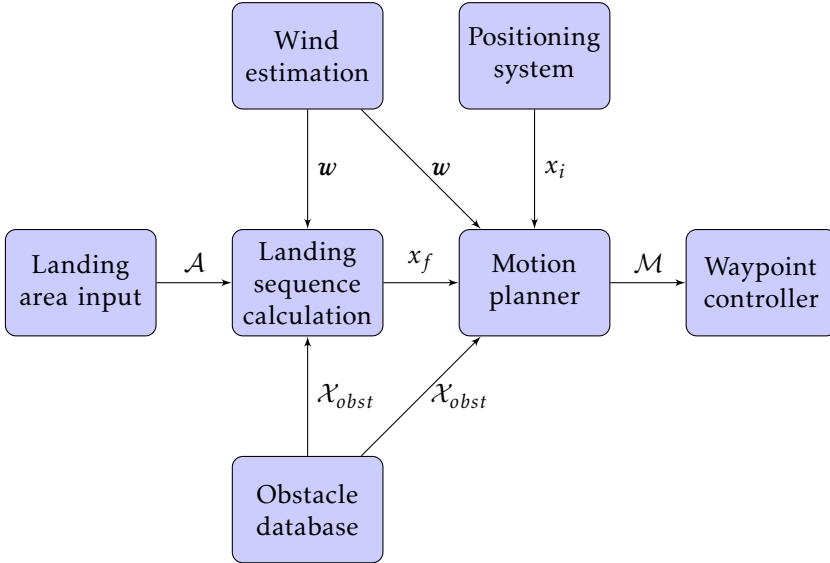 Wind
estimation
Positioning
system
w
w
x_i
Landing
area input
𝒜
Landing
sequence
calculation
x_f
Motion
planner
ℳ
Waypoint
controller
𝒳_obst
𝒳_obst
Obstacle
database